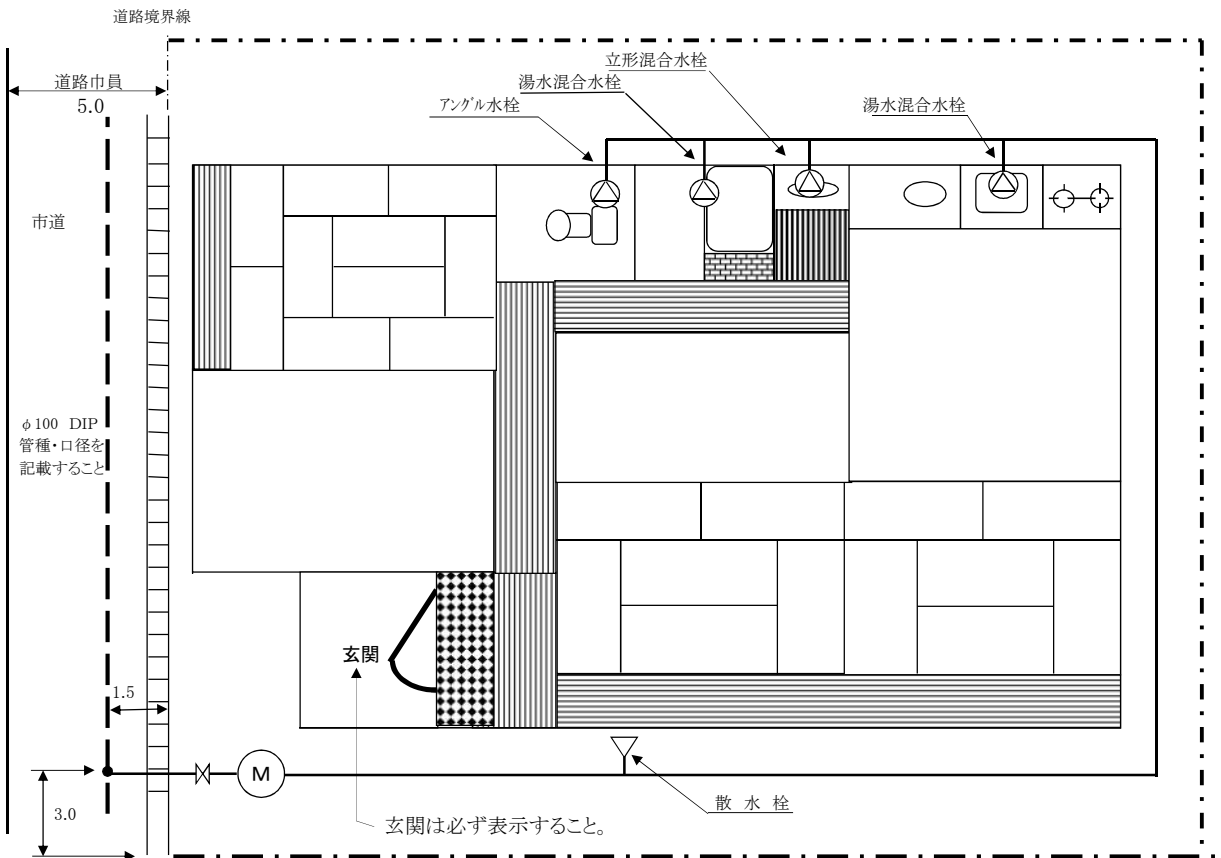 道路境界線
立形混合水栓
道路巾員
湯水混合水栓
5.0
アングル水栓
湯水混合水栓
市道
φ100 DIP
管種・口径を
記載すること
玄関
1.5
M
散 水 栓
3.0
玄関は必ず表示すること。